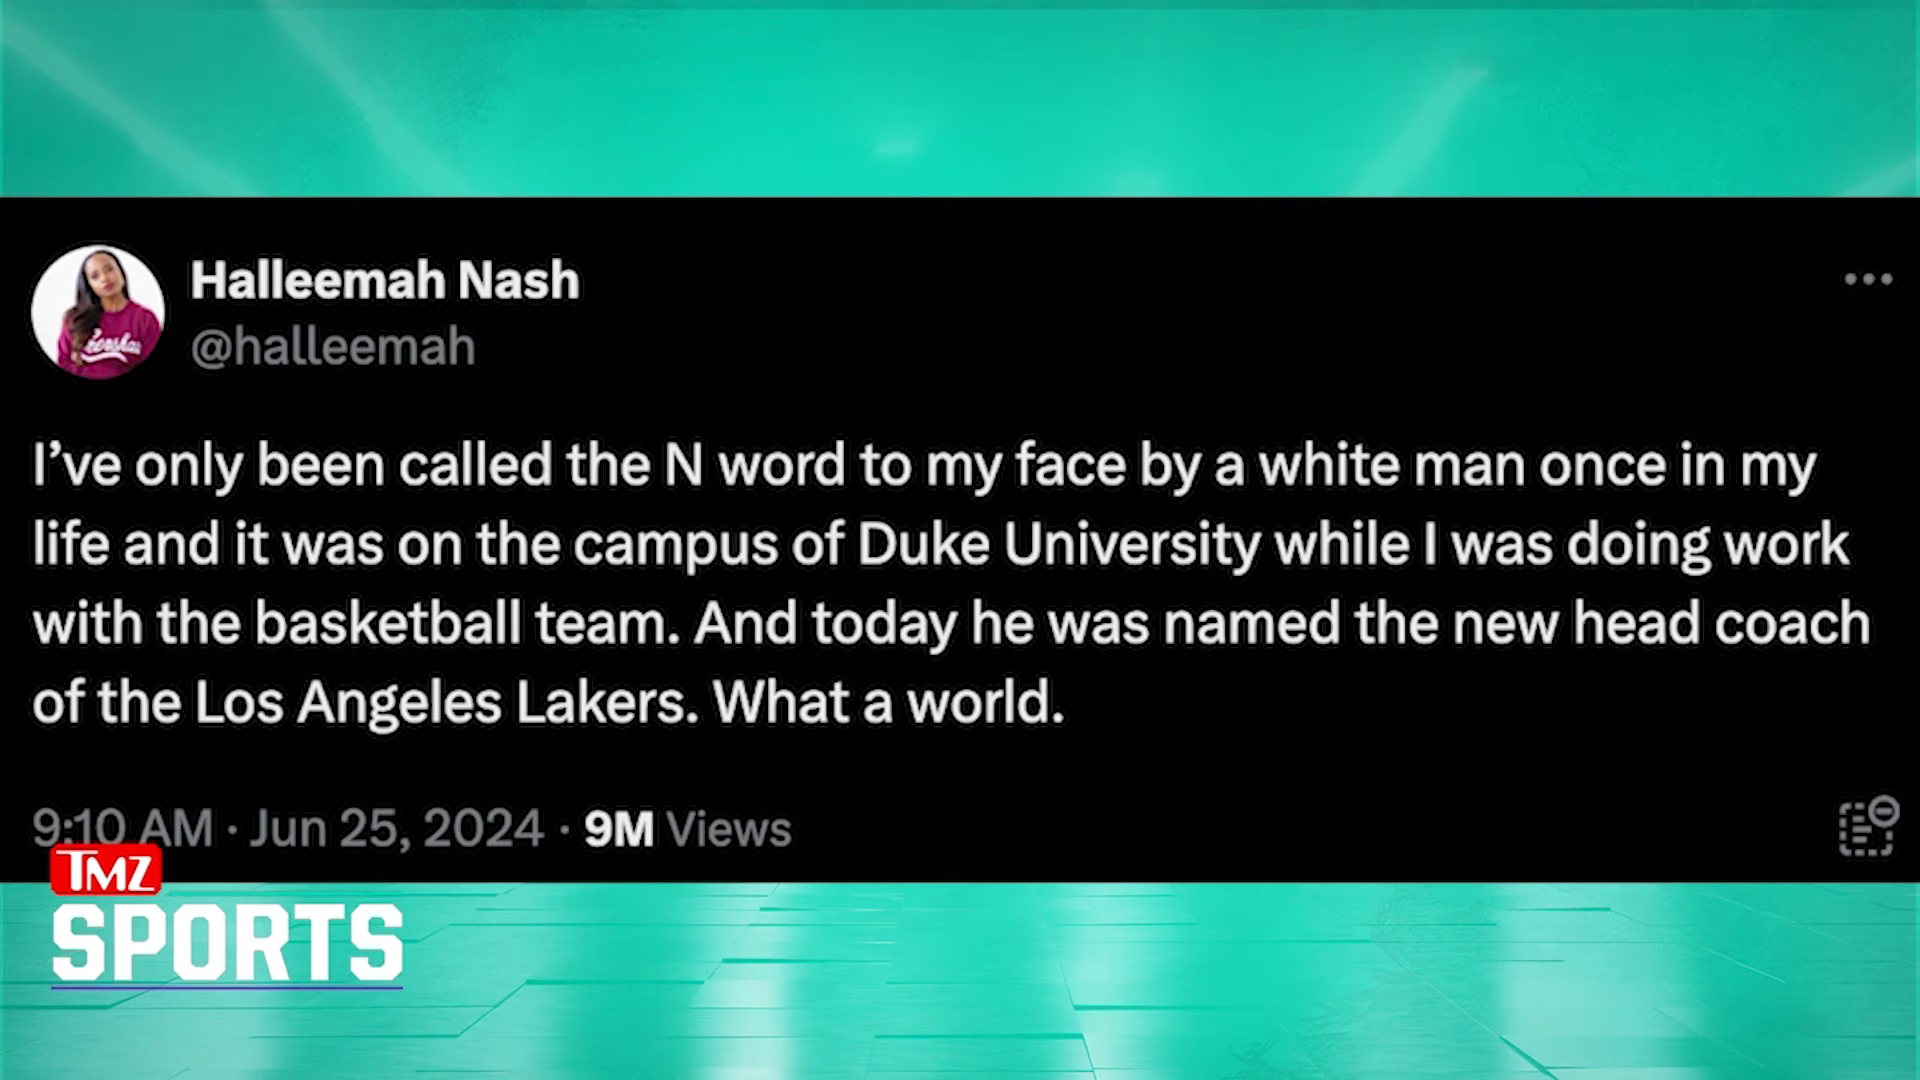 Halleemah Nash
@halleemah
I've only been called the N word to my face by a white man once in my
life and it was on the campus of Duke University while I was doing work
with the basketball team. And today he was named the new head coach
of the Los Angeles Lakers. What a world.
9:10 AM · Jun 25, 2024 · 9M Views
TMZ
SPORTS